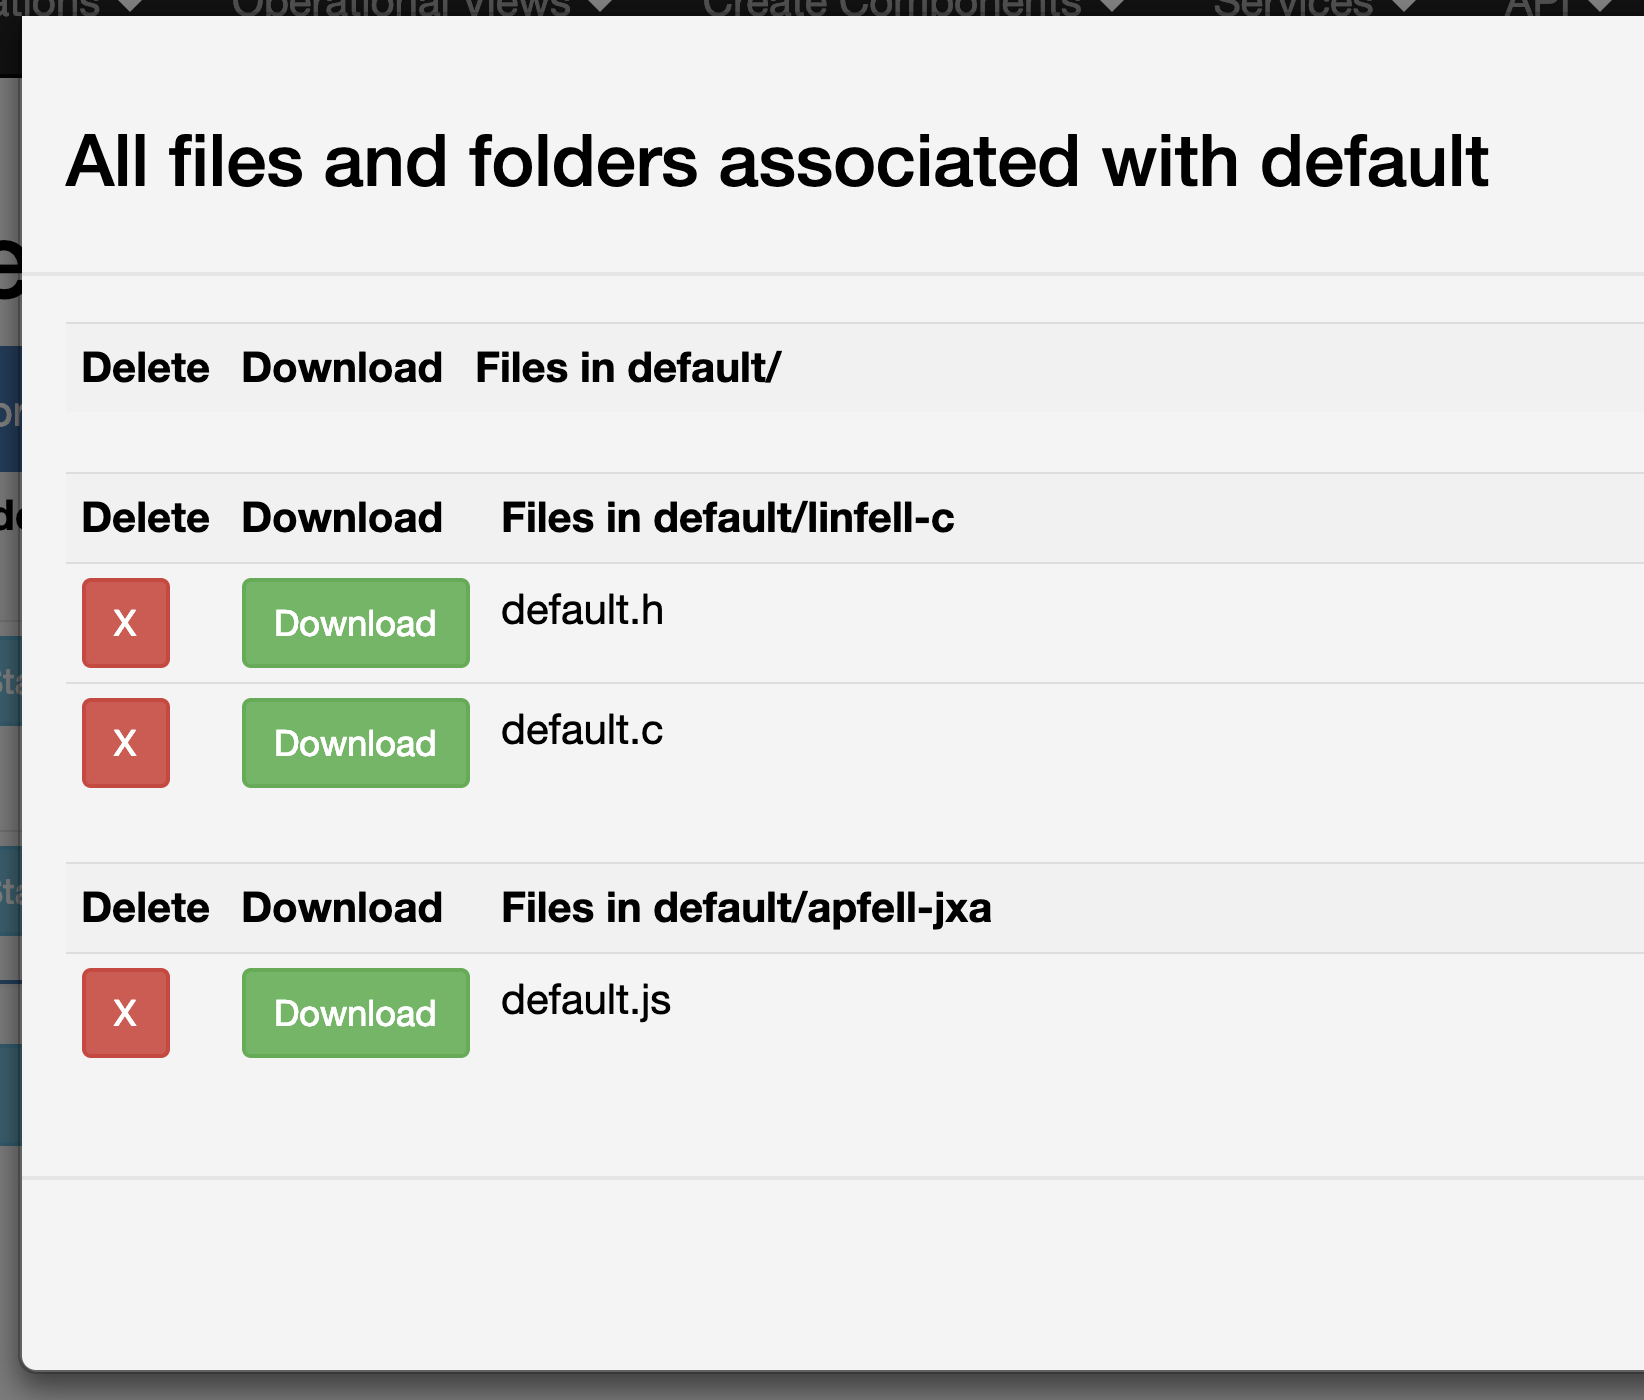 Operational Views
Create Components
Services
API
All files and folders associated with default
Delete Download Files in default/
Delete Download Files in default/linfell-c
X Download default.h
X Download default.c
Delete Download Files in default/apfell-jxa
X Download default.js